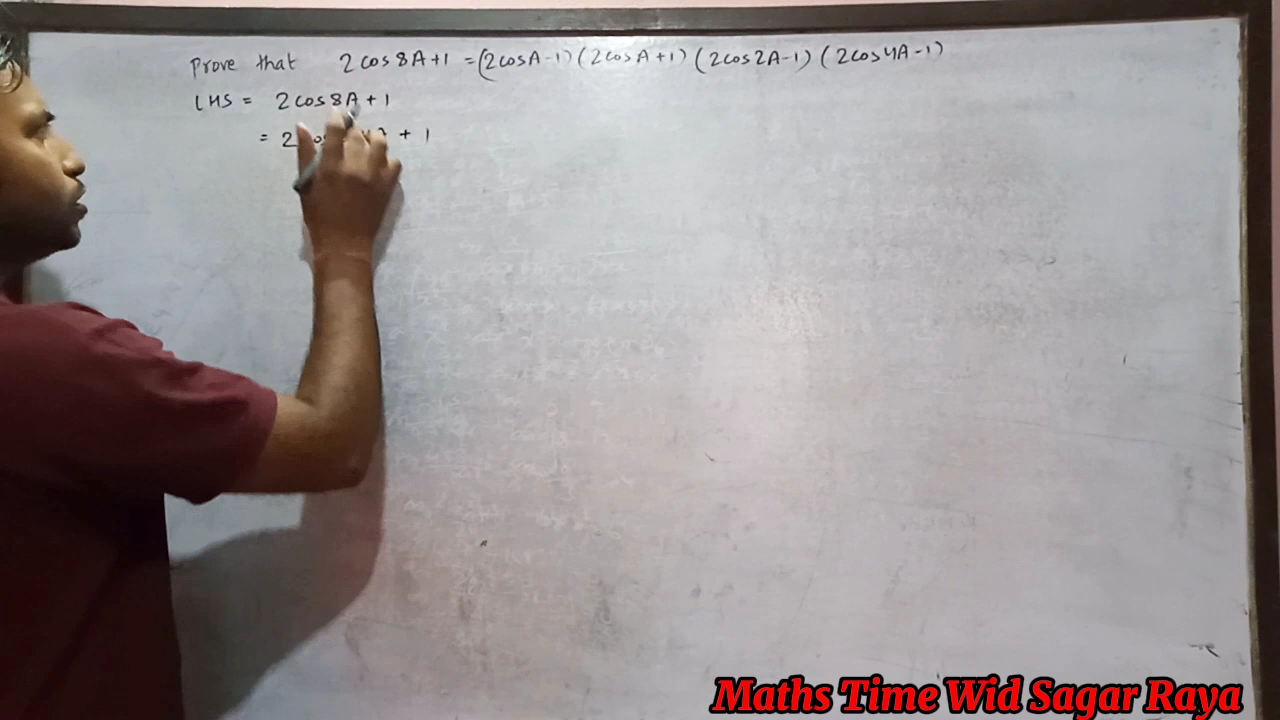 Prove that 2cos8A+1 =(2cosA-1)(2cosA+1)(2cos2A-1)(2cos4A-1)
LHS = 2cos8A+1
= 2 + 1
Maths Time Wid Sagar Raya